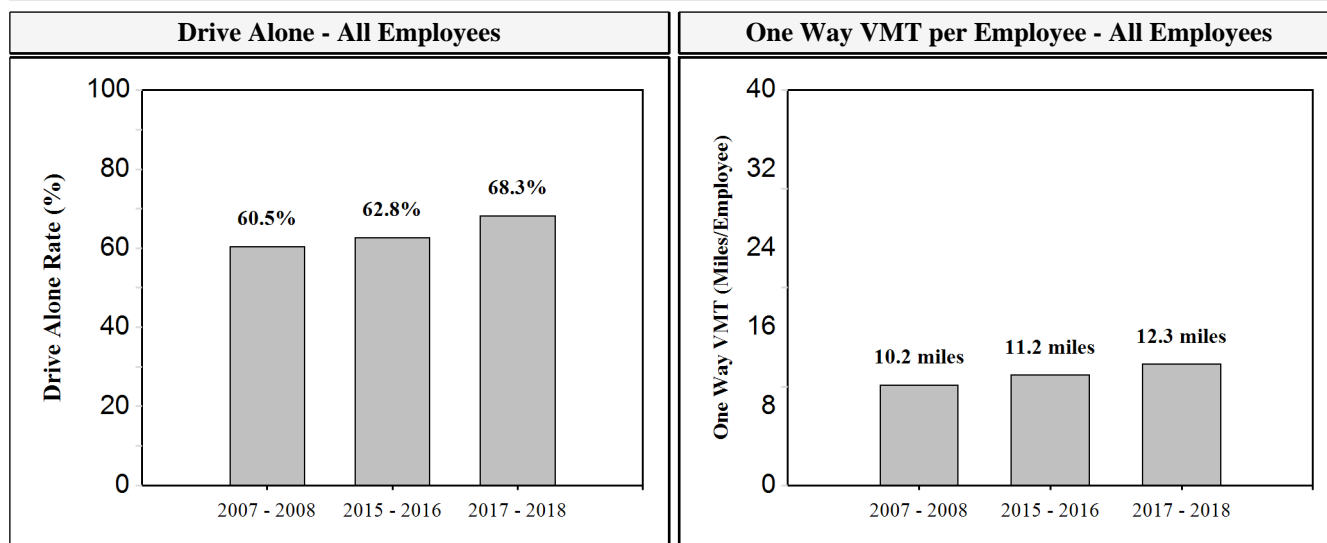 Drive Alone - All Employees
One Way VMT per Employee - All Employees
Drive Alone Rate (%)
100
80
60
40
20
0
60.5%
62.8%
68.3%
2007 - 2008
2015 - 2016
2017 - 2018
One Way VMT (Miles/Employee)
40
32
24
16
8
0
10.2 miles
11.2 miles
12.3 miles
2007 - 2008
2015 - 2016
2017 - 2018